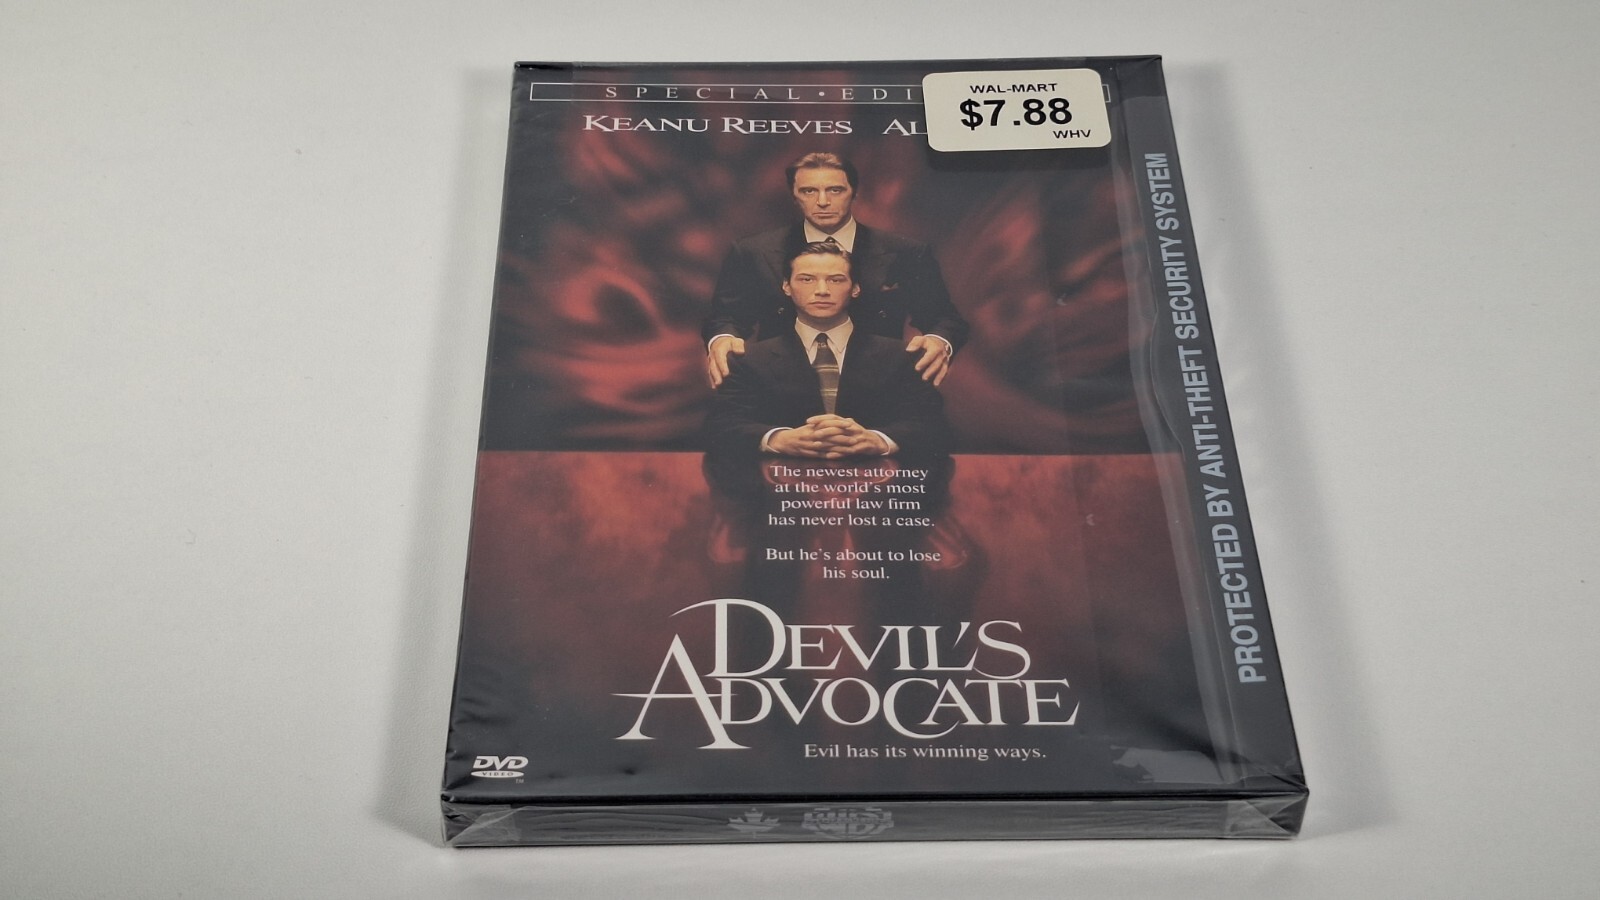 SPECIAL • EDI
WAL-MART
$7.88
WHV
KEANU REEVES AL
The newest attorney
at the world's most
powerful law firm
has never lost a case.
But he's about to lose
his soul.
DEVIL'S
ADVOCATE
Evil has its winning ways.
DVD
VIDEO
TM
PROTECTED BY ANTI-THEFT SECURITY SYSTEM